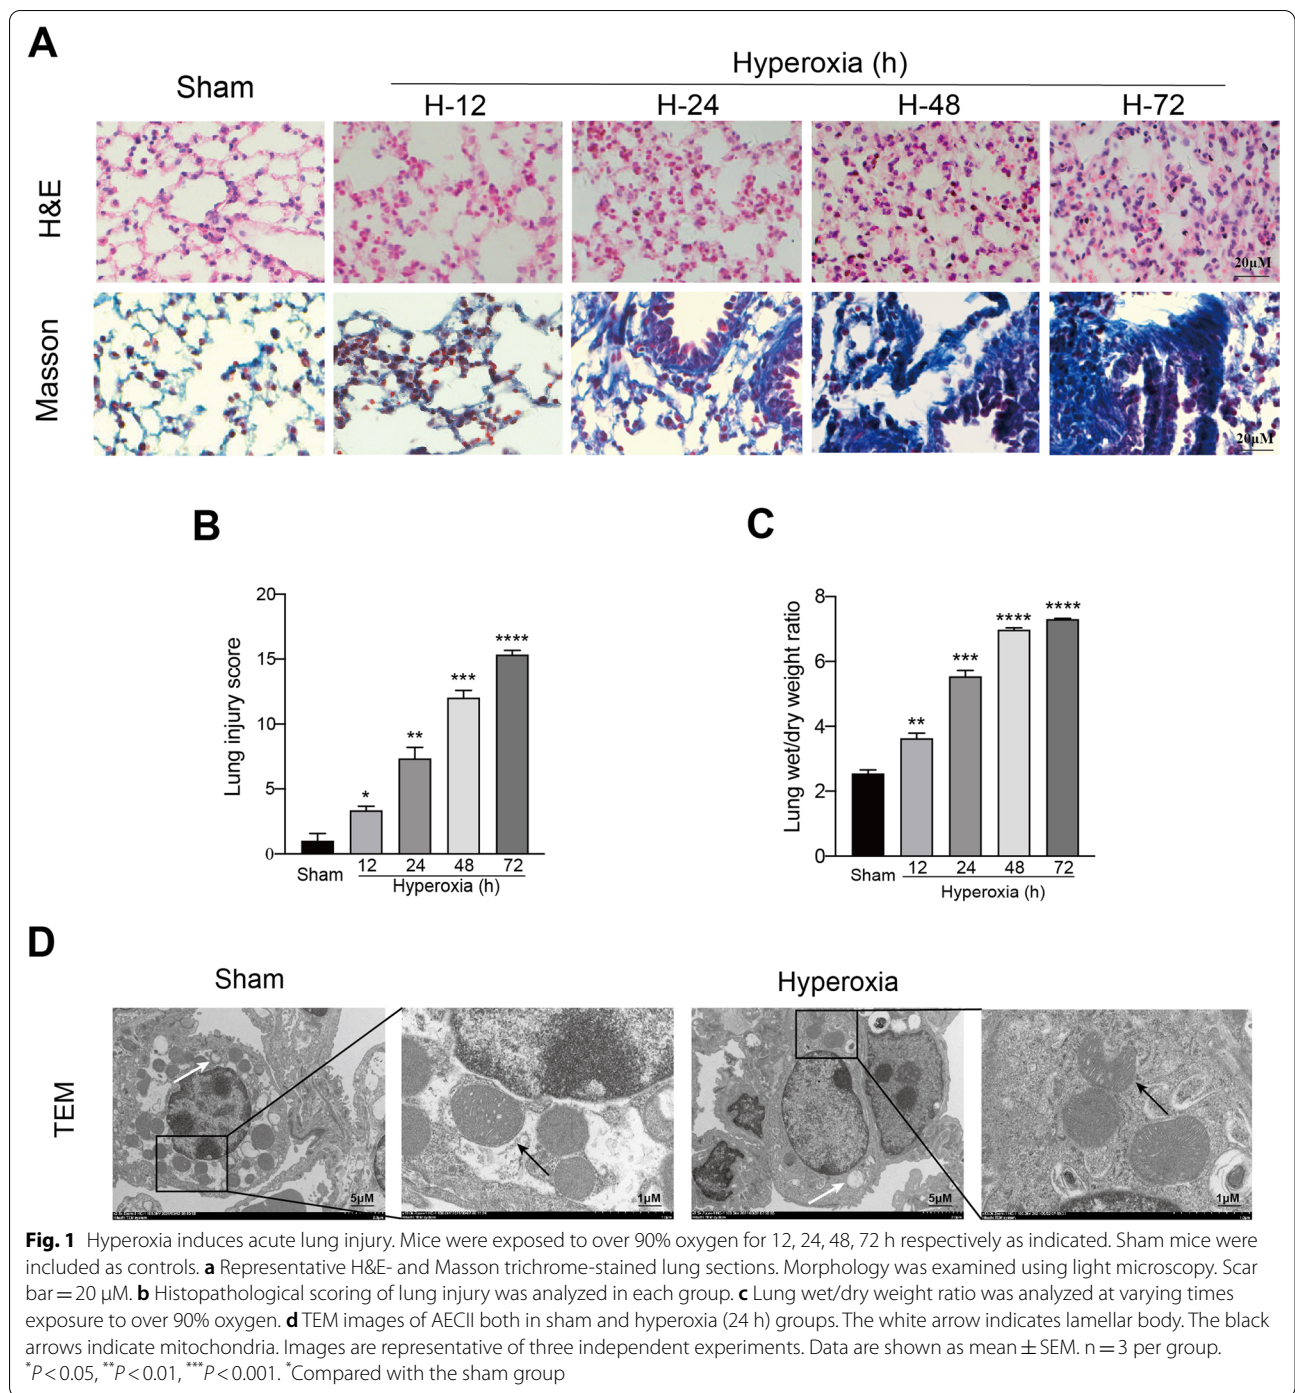 A
Sham
Hyperoxia (h)
H-12
H-24
H-48
H-72
H&E
20μM
Masson
20μM
B
Lung injury score
20
15
10
5
0
*
**
***
****
Sham
12
24
48
72
Hyperoxia (h)
C
Lung wet/dry weight ratio
8
6
4
2
0
**
***
****
****
Sham
12
24
48
72
Hyperoxia (h)
D
Sham
Hyperoxia
TEM
5μM
1μM
5μM
1μM
Fig. 1 Hyperoxia induces acute lung injury. Mice were exposed to over 90% oxygen for 12, 24, 48, 72 h respectively as indicated. Sham mice were
included as controls. a Representative H&E- and Masson trichrome-stained lung sections. Morphology was examined using light microscopy. Scar
bar = 20 μM. b Histopathological scoring of lung injury was analyzed in each group. c Lung wet/dry weight ratio was analyzed at varying times
exposure to over 90% oxygen. d TEM images of AECII both in sham and hyperoxia (24 h) groups. The white arrow indicates lamellar body. The black
arrows indicate mitochondria. Images are representative of three independent experiments. Data are shown as mean ± SEM. n = 3 per group.
*P < 0.05, **P < 0.01, ***P < 0.001. *Compared with the sham group